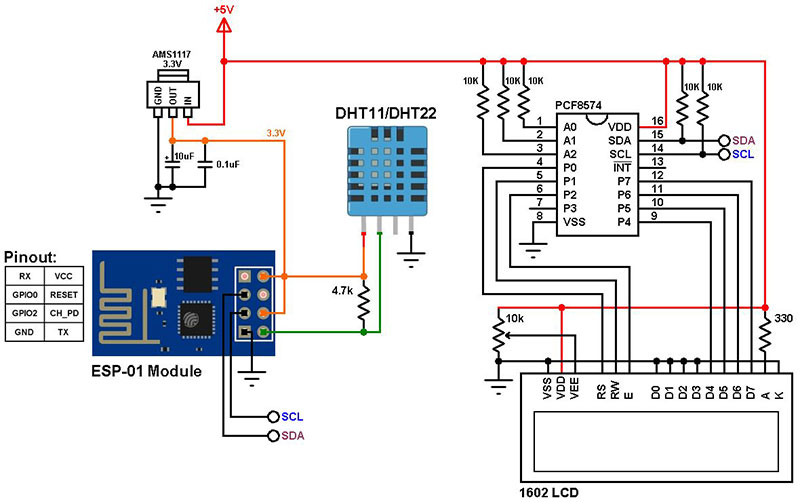 +5V
AMS1117
3.3V
GND
OUT
IN
3.3V
10uF
0.1uF
+
DHT11/DHT22
4.7k
Pinout:
RX VCC
GPIO0 RESET
GPIO2 CH_PD
GND TX
ESP-01 Module
SCL
SDA
10K
10K
10K
10K
10K
PCF8574
1 A0 VDD 16
2 A1 SDA 15 SDA
3 A2 SCL 14 SCL
4 P0 INT 13
5 P1 P7 12
6 P2 P6 11
7 P3 P5 10
8 VSS P4 9
10k
330
VSS
VDD
VEE
RS
RW
E
D0
D1
D2
D3
D4
D5
D6
D7
A
K
1602 LCD